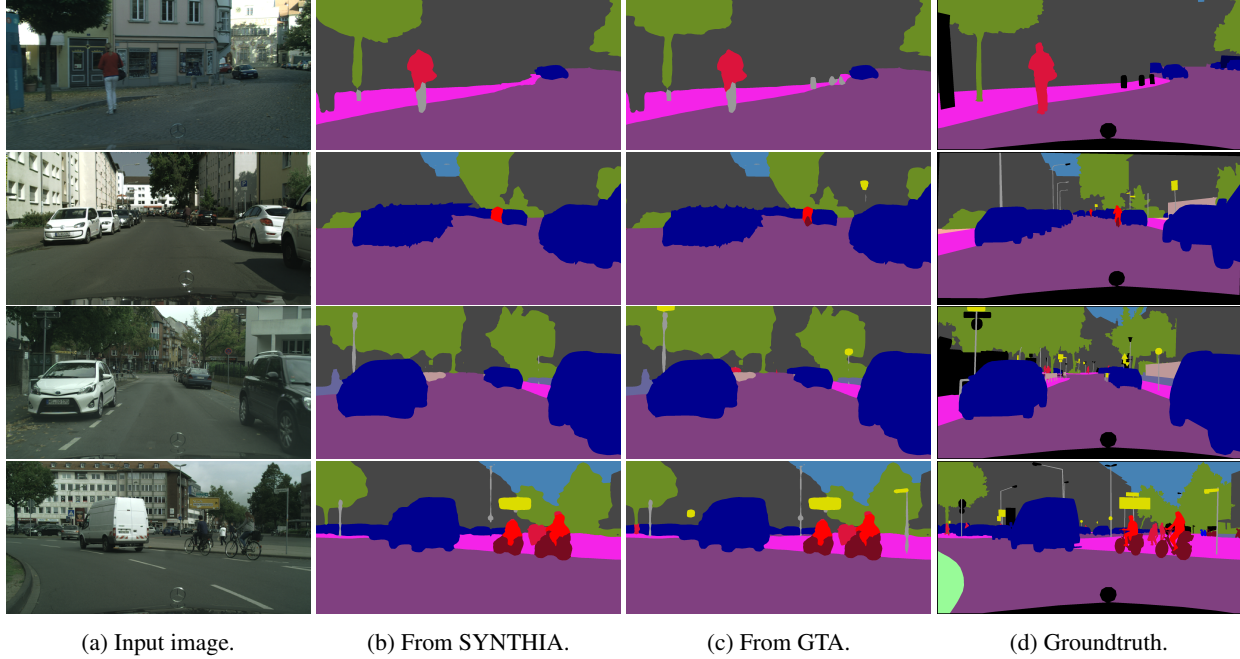 (a) Input image.
(b) From SYNTHIA.
(c) From GTA.
(d) Groundtruth.